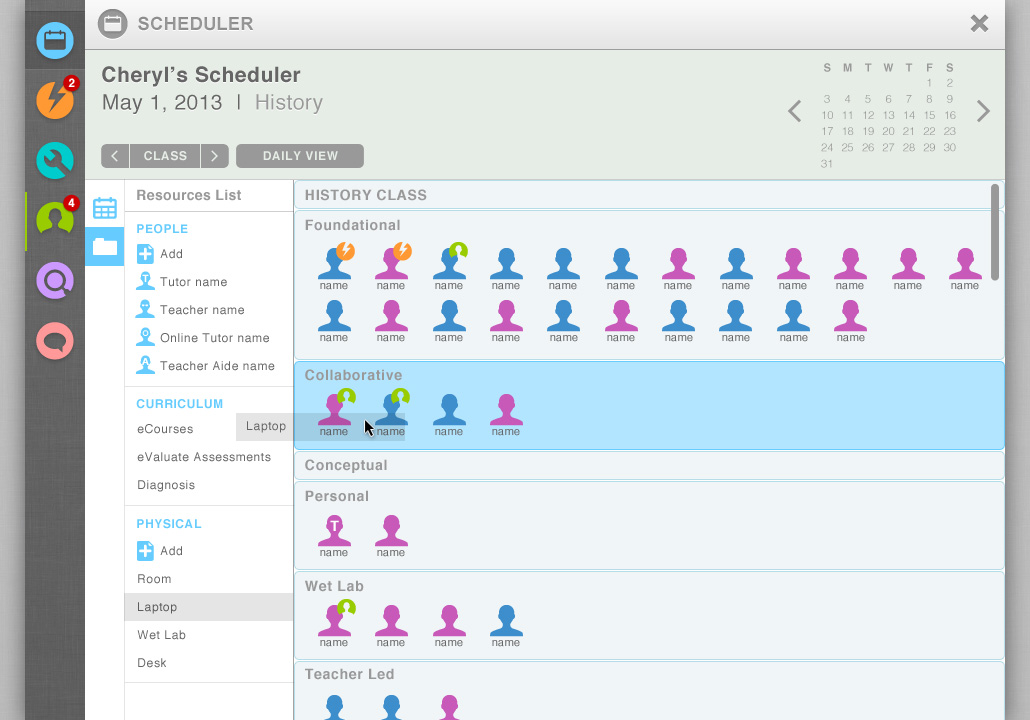 SCHEDULER
2
4
Cheryl's Scheduler
May 1, 2013 | History
CLASS
DAILY VIEW
S M T W T F S
1 2
3 4 5 6 7 8 9
10 11 12 13 14 15 16
17 18 19 20 21 22 23
24 25 26 27 28 29 30
31
Resources List
PEOPLE
Add
T Tutor name
Teacher name
Online Tutor name
A Teacher Aide name
CURRICULUM
eCourses
eValuate Assessments
Diagnosis
PHYSICAL
Add
Room
Laptop
Wet Lab
Desk
Laptop
HISTORY CLASS
Foundational
name name name name name name name name name name name name
name name name name name name name name name name
Collaborative
name name name name
Conceptual
Personal
T
name name
Wet Lab
name name name name
Teacher Led